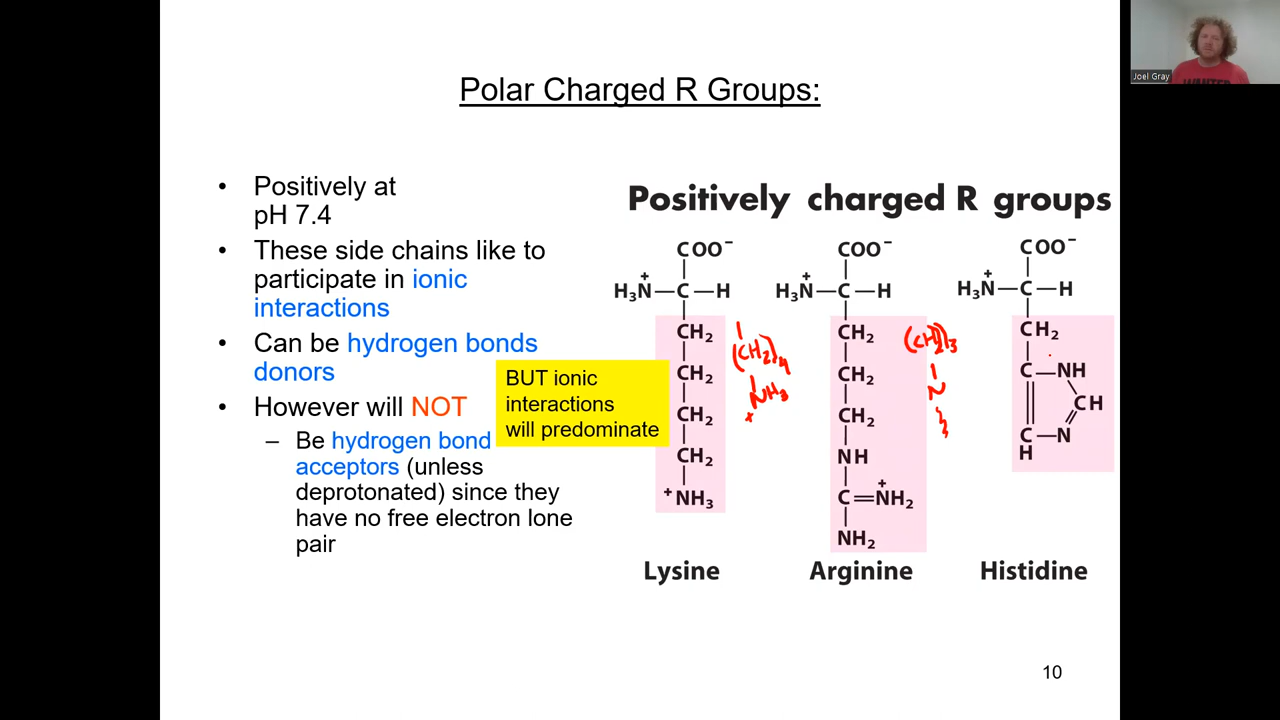 Joel Gray
WANTED
Polar Charged R Groups:
• Positively at
pH 7.4
• These side chains like to
participate in ionic
interactions
• Can be hydrogen bonds
donors
• However will NOT
– Be hydrogen bond
acceptors (unless
deprotonated) since they
have no free electron lone
pair
BUT ionic
interactions
will predominate
Positively charged R groups
COO−
H3N+—C—H
CH2
CH2
CH2
CH2
+NH3
Lysine
(CH2)4
NH3
+
COO−
H3N+—C—H
CH2
CH2
CH2
NH
C=NH2+
NH2
Arginine
(CH2)3
N
COO−
H3N+—C—H
CH2
C—NH
CH
C—N
H
Histidine
10